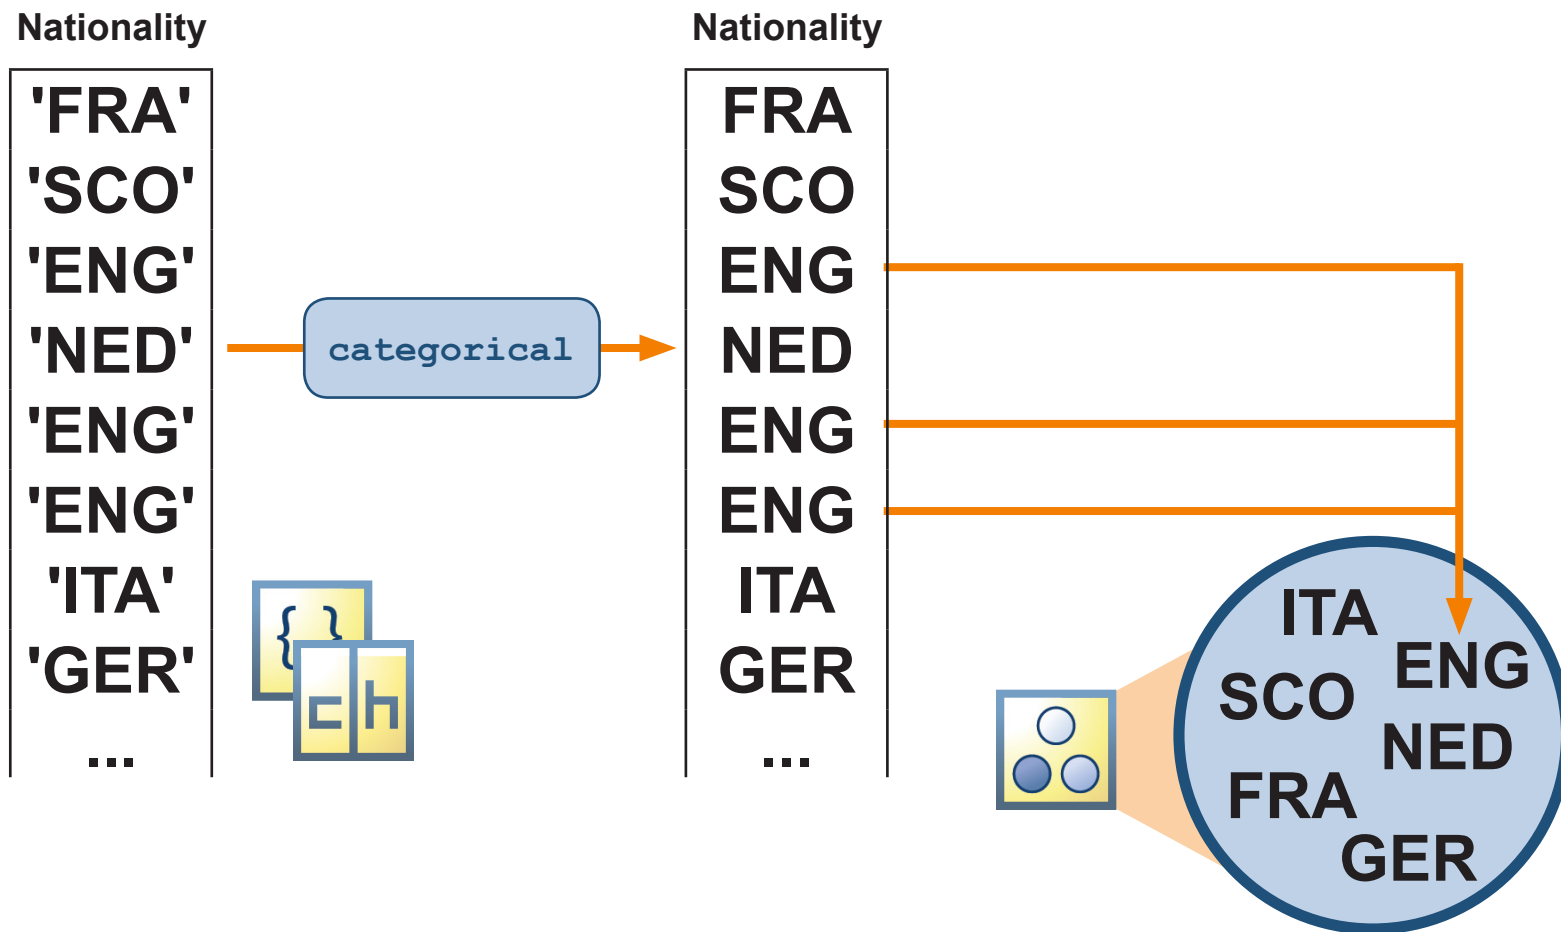 Nationality
'FRA'
'SCO'
'ENG'
'NED'
'ENG'
'ENG'
'ITA'
'GER'
...
categorical
{ }
ch
Nationality
FRA
SCO
ENG
NED
ENG
ENG
ITA
GER
...
ITA
ENG
SCO
NED
FRA
GER